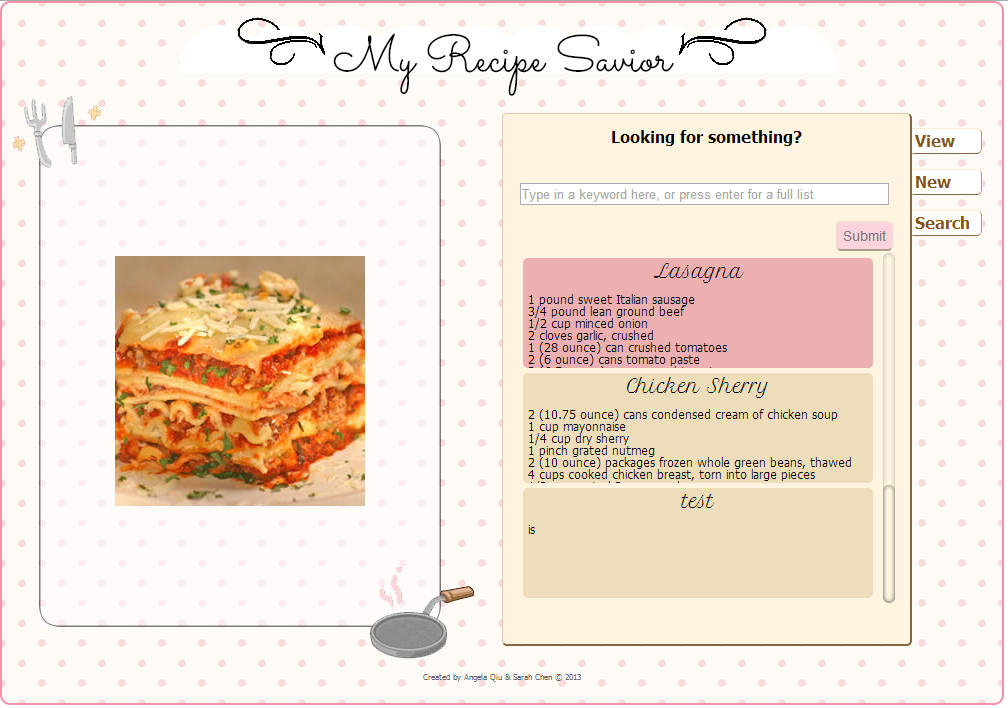 My Recipe Savior
Looking for something?
Type in a keyword here, or press enter for a full list
Submit
Lasagna
1 pound sweet Italian sausage
3/4 pound lean ground beef
1/2 cup minced onion
2 cloves garlic, crushed
1 (28 ounce) can crushed tomatoes
2 (6 ounce) cans tomato paste
Chicken Sherry
2 (10.75 ounce) cans condensed cream of chicken soup
1 cup mayonnaise
1/4 cup dry sherry
1 pinch grated nutmeg
2 (10 ounce) packages frozen whole green beans, thawed
4 cups cooked chicken breast, torn into large pieces
test
is
View
New
Search
Created by Angela Qiu & Sarah Chen © 2013